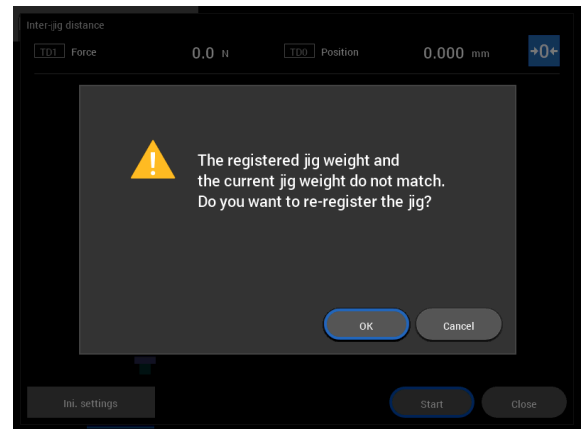 Inter-jig distance
TD1 Force 0.0 N TD0 Position 0.000 mm →0←
The registered jig weight and
the current jig weight do not match.
Do you want to re-register the jig?
OK Cancel
Ini. settings Start Close